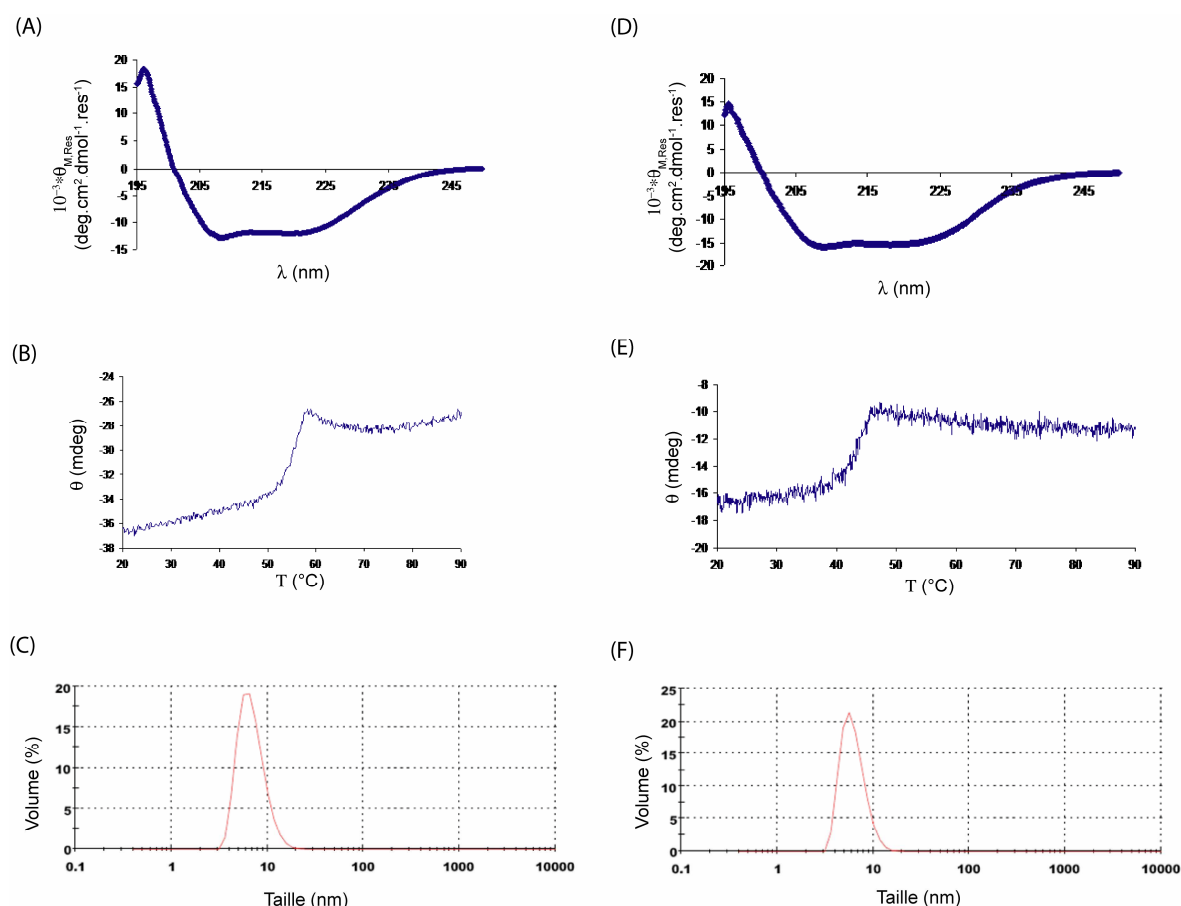 (A)
20
15
10
5
0
-5
-10
-15
195 205 215 225 235 245
10⁻³*θM,Res
(deg.cm².dmol⁻¹.res⁻¹)
λ (nm)
(D)
20
15
10
5
0
-5
-10
-15
-20
195 205 215 225 235 245
10⁻³*θM,Res
(deg.cm².dmol⁻¹.res⁻¹)
λ (nm)
(B)
-24
-26
-28
-30
-32
-34
-36
-38
20 30 40 50 60 70 80 90
θ (mdeg)
T (°C)
(E)
-8
-10
-12
-14
-16
-18
-20
20 30 40 50 60 70 80 90
θ (mdeg)
T (°C)
(C)
20
15
10
5
0
0.1 1 10 100 1000 10000
Volume (%)
Taille (nm)
(F)
25
20
15
10
5
0
0.1 1 10 100 1000 10000
Volume (%)
Taille (nm)